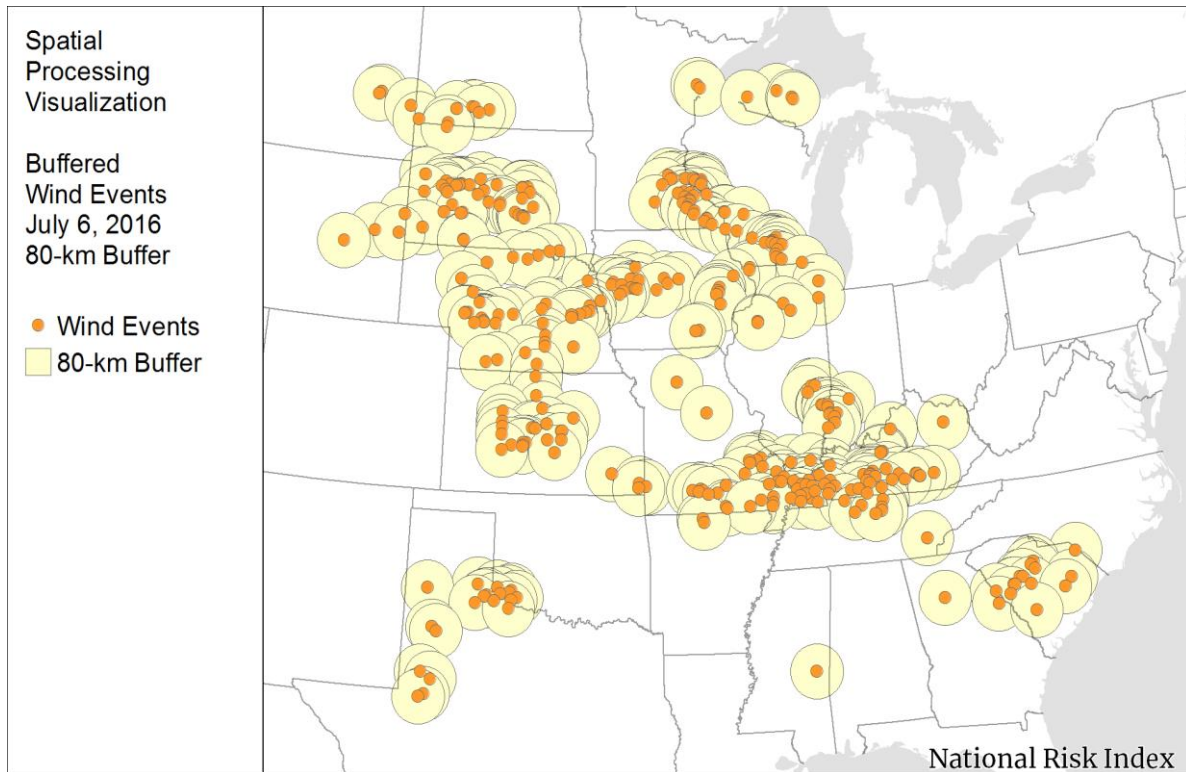 Spatial
Processing
Visualization
Buffered
Wind Events
July 6, 2016
80-km Buffer
Wind Events
80-km Buffer
National Risk Index